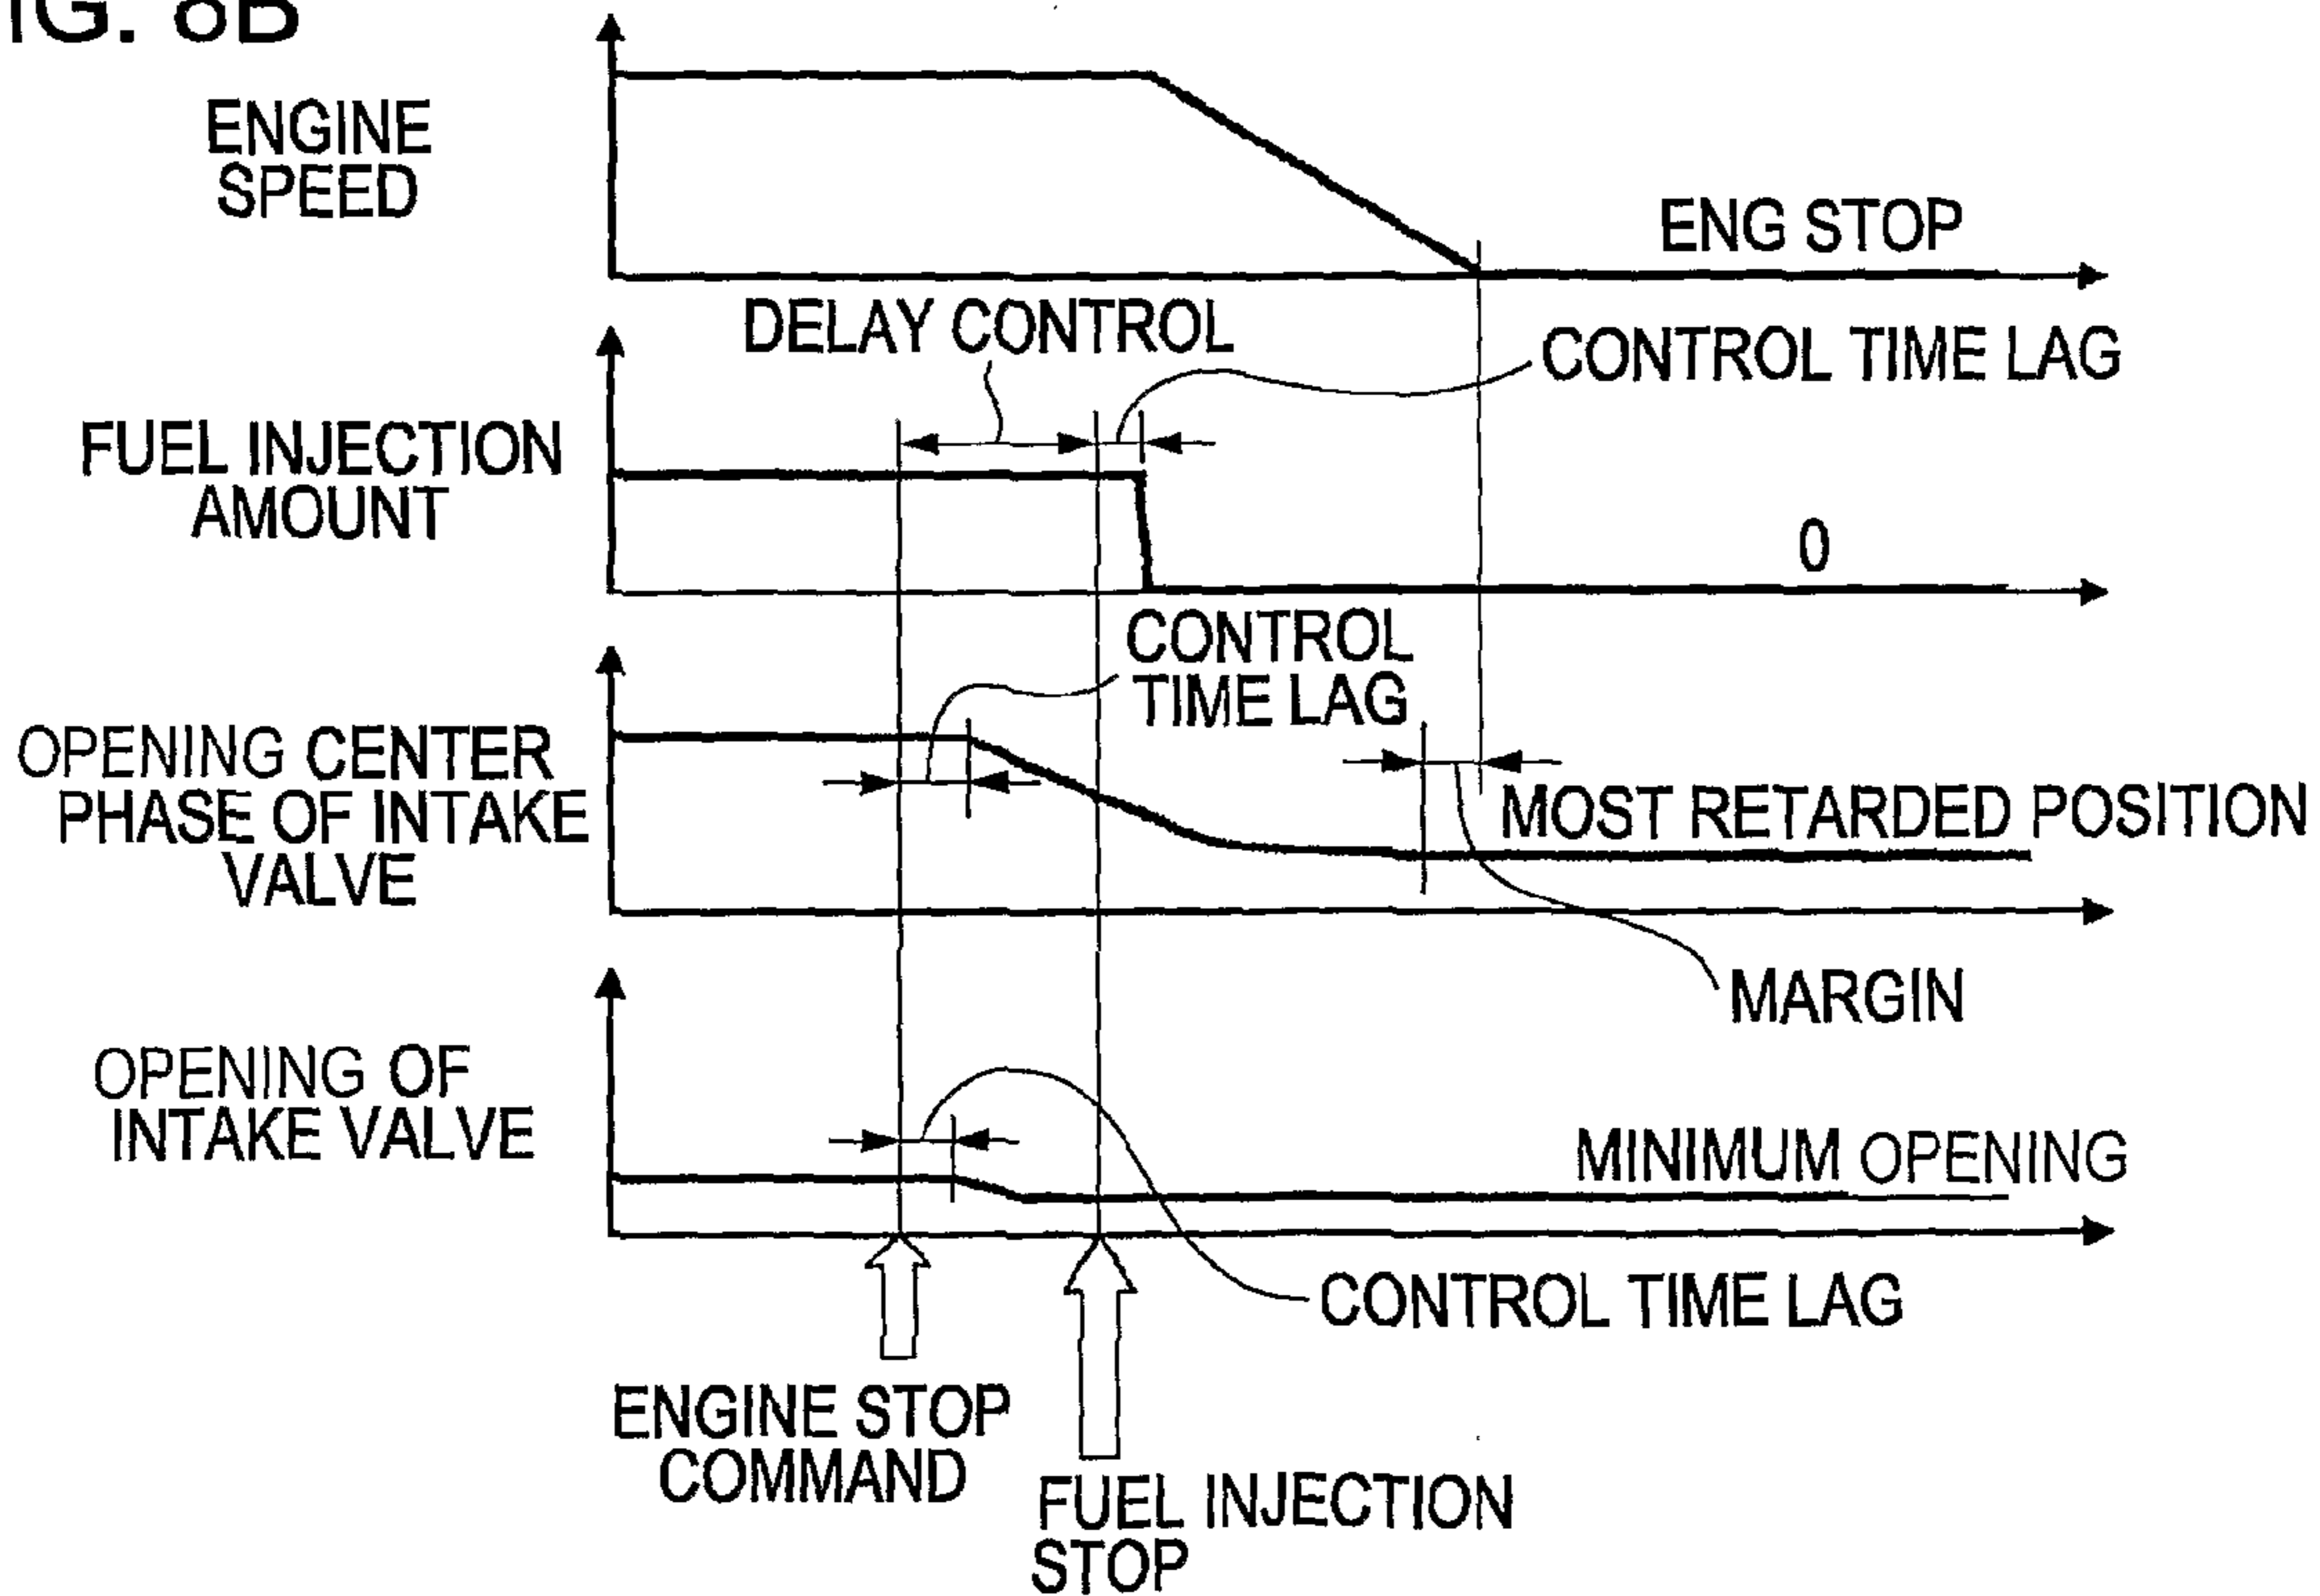 FIG. 8B
ENGINE
SPEED
ENG STOP
DELAY CONTROL
CONTROL TIME LAG
FUEL INJECTION
AMOUNT
0
CONTROL
TIME LAG
OPENING CENTER
PHASE OF INTAKE
VALVE
MOST RETARDED POSITION
MARGIN
OPENING OF
INTAKE VALVE
MINIMUM OPENING
CONTROL TIME LAG
ENGINE STOP
COMMAND
FUEL INJECTION
STOP